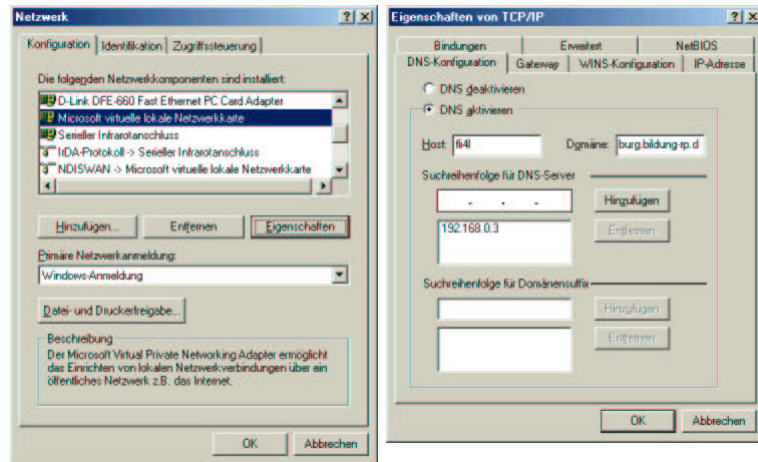 Netzwerk
Konfiguration Identifikation Zugriffssteuerung
Die folgenden Netzwerkkomponenten sind installiert:
D-Link DFE-660 Fast Ethernet PC Card Adapter
Microsoft virtuelle lokale Netzwerkkarte
Serieller Infrarotanschluss
IrDA-Protokoll -> Serieller Infrarotanschluss
NDISWAN -> Microsoft virtuelle lokale Netzwerkkarte
Hinzufügen... Entfernen Eigenschaften
Primäre Netzwerkanmeldung:
Windows-Anmeldung
Datei- und Druckerfreigabe...
Beschreibung
Der Microsoft Virtual Private Networking Adapter ermöglicht
das Einrichten von lokalen Netzwerkverbindungen über ein
öffentliches Netzwerk z.B. das Internet.
OK Abbrechen
Eigenschaften von TCP/IP
Bindungen Erweitert NetBIOS
DNS-Konfiguration Gateway WINS-Konfiguration IP-Adresse
DNS deaktivieren
DNS aktivieren
Host: fli4l Domäne: burg.bildung-rp.d
Suchreihenfolge für DNS-Server
. . .
Hinzufügen
192.168.0.3
Entfernen
Suchreihenfolge für Domänensuffix
Hinzufügen
Entfernen
OK Abbrechen